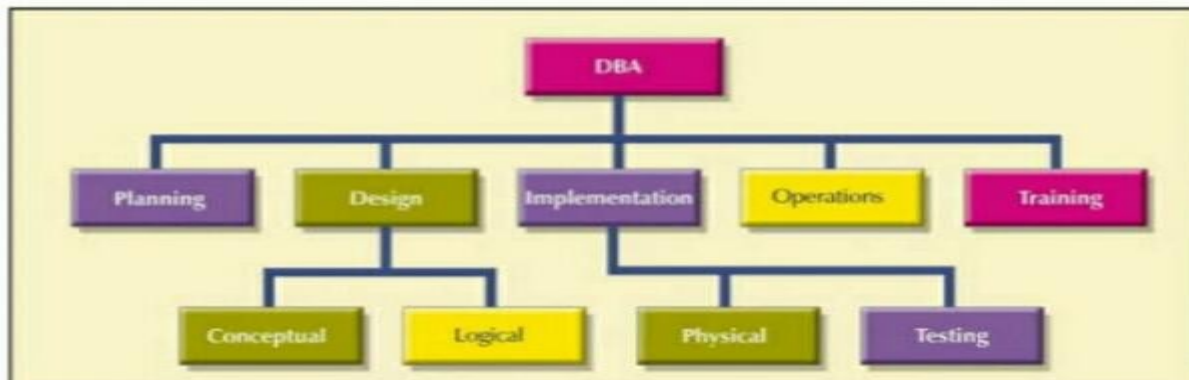 DBA
Planning
Design
Implementation
Operations
Training
Conceptual
Logical
Physical
Testing